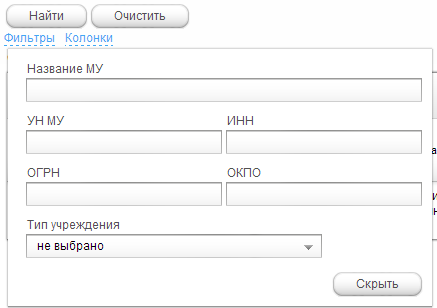 Найти Очистить
Фильтры Колонки
Название МУ
УН МУ ИНН
ОГРН ОКПО
Тип учреждения
не выбрано
Скрыть